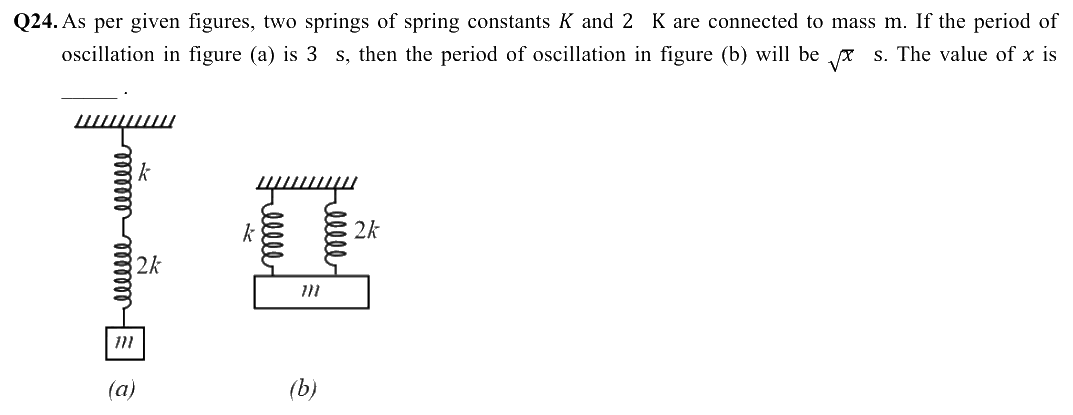 Q24. As per given figures, two springs of spring constants K and 2 K are connected to mass m. If the period of
oscillation in figure (a) is 3 s, then the period of oscillation in figure (b) will be √x s. The value of x is
_____ .
k
2k
m
(a)
k
2k
m
(b)